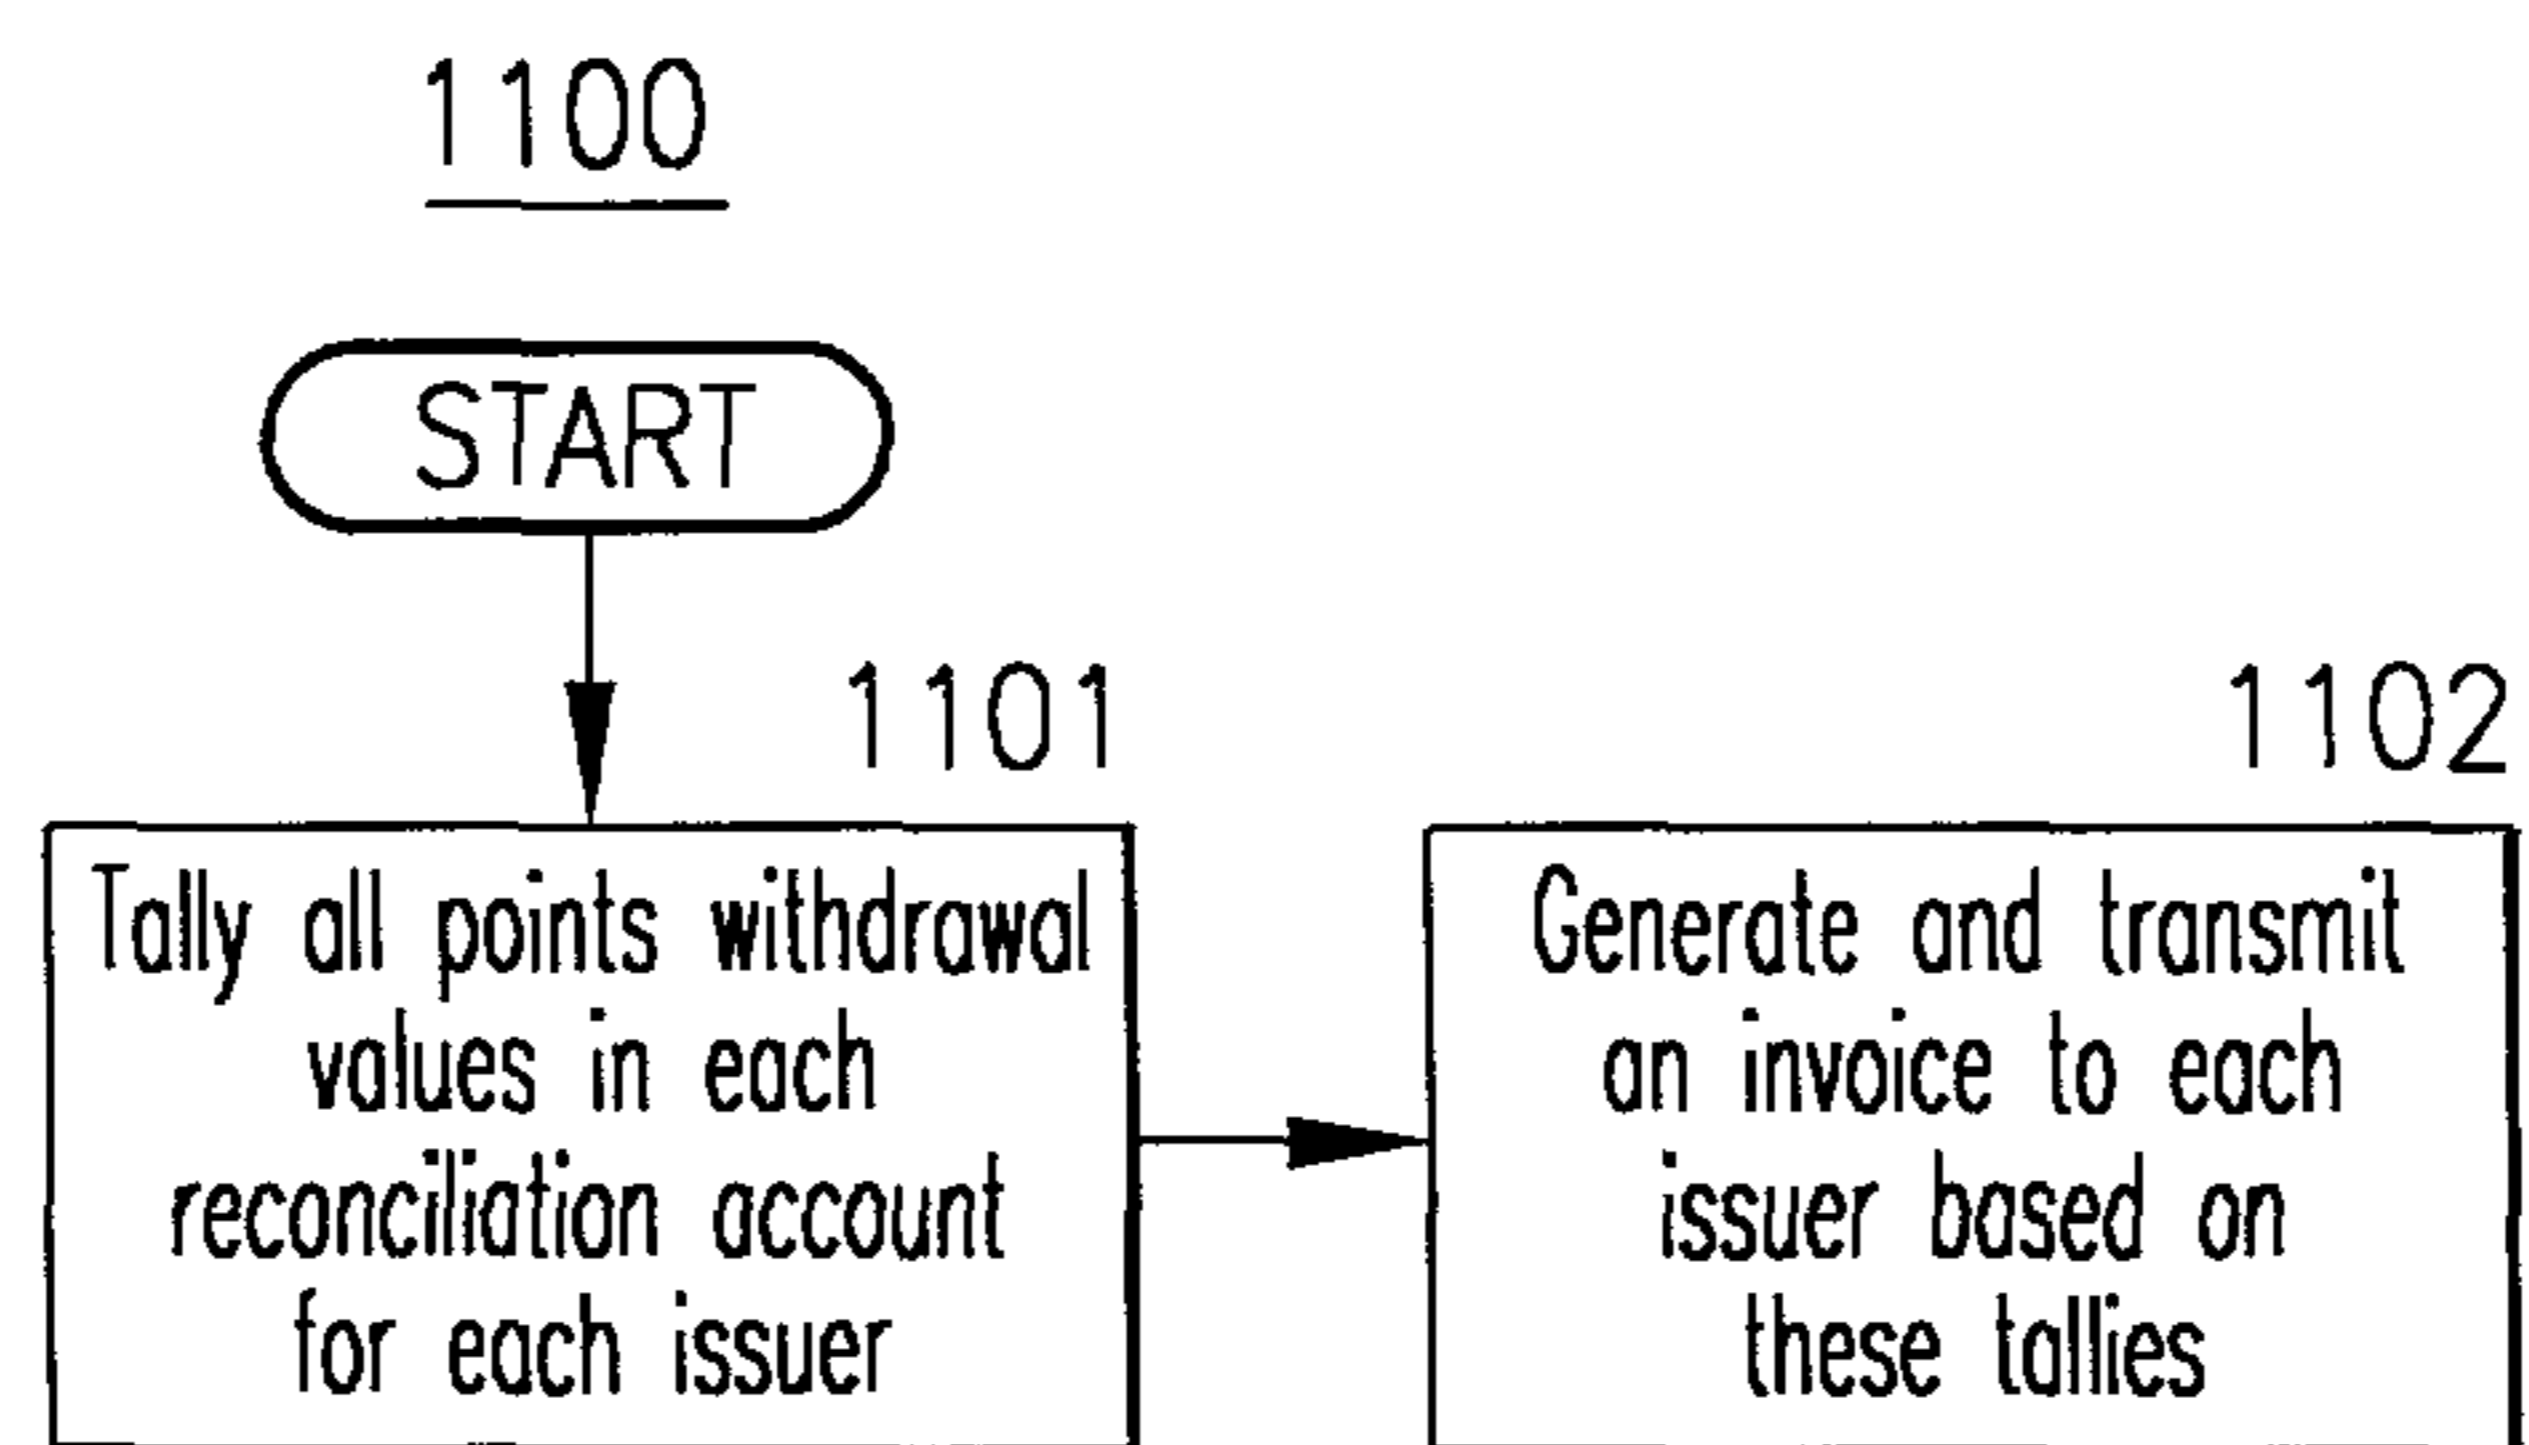 1100
START
1101
Tally all points withdrawal
values in each
reconciliation account
for each issuer
1102
Generate and transmit
an invoice to each
issuer based on
these tallies